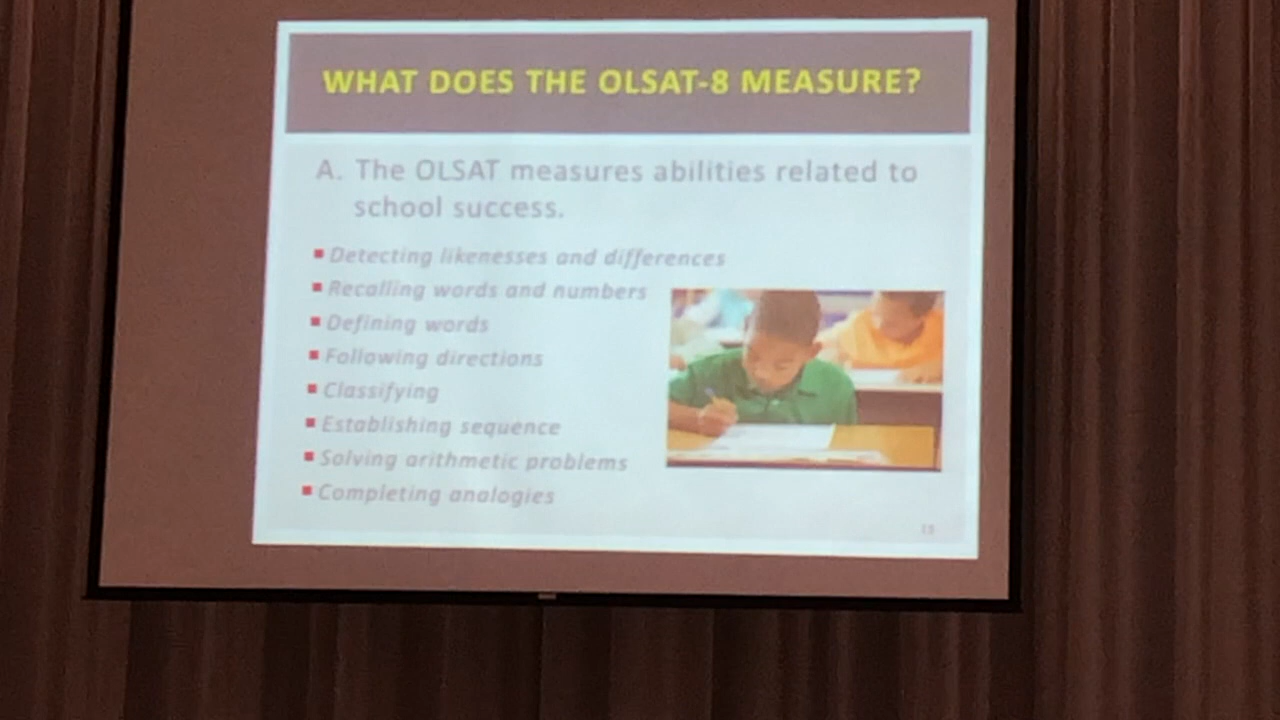 WHAT DOES THE OLSAT-8 MEASURE?
A. The OLSAT measures abilities related to
school success.
▪ Detecting likenesses and differences
▪ Recalling words and numbers
▪ Defining words
▪ Following directions
▪ Classifying
▪ Establishing sequence
▪ Solving arithmetic problems
▪ Completing analogies